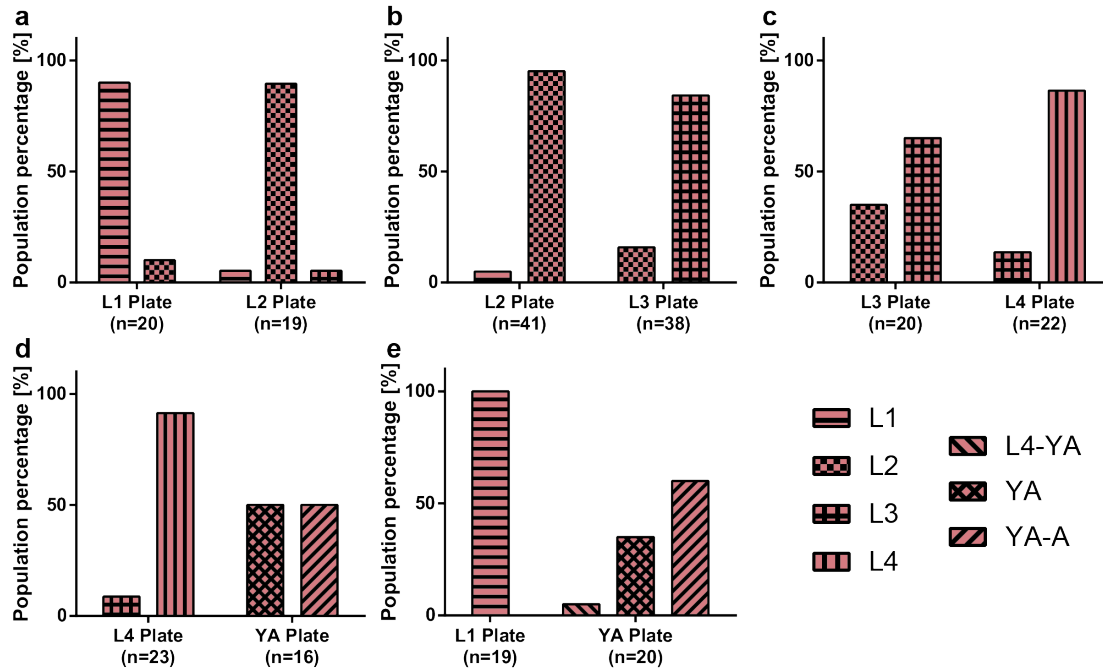 a
Population percentage [%]
100
50
0
L1 Plate
(n=20)
L2 Plate
(n=19)
b
Population percentage [%]
100
50
0
L2 Plate
(n=41)
L3 Plate
(n=38)
c
Population percentage [%]
100
50
0
L3 Plate
(n=20)
L4 Plate
(n=22)
d
Population percentage [%]
100
50
0
L4 Plate
(n=23)
YA Plate
(n=16)
e
Population percentage [%]
100
50
0
L1 Plate
(n=19)
YA Plate
(n=20)
L1
L2
L3
L4
L4-YA
YA
YA-A